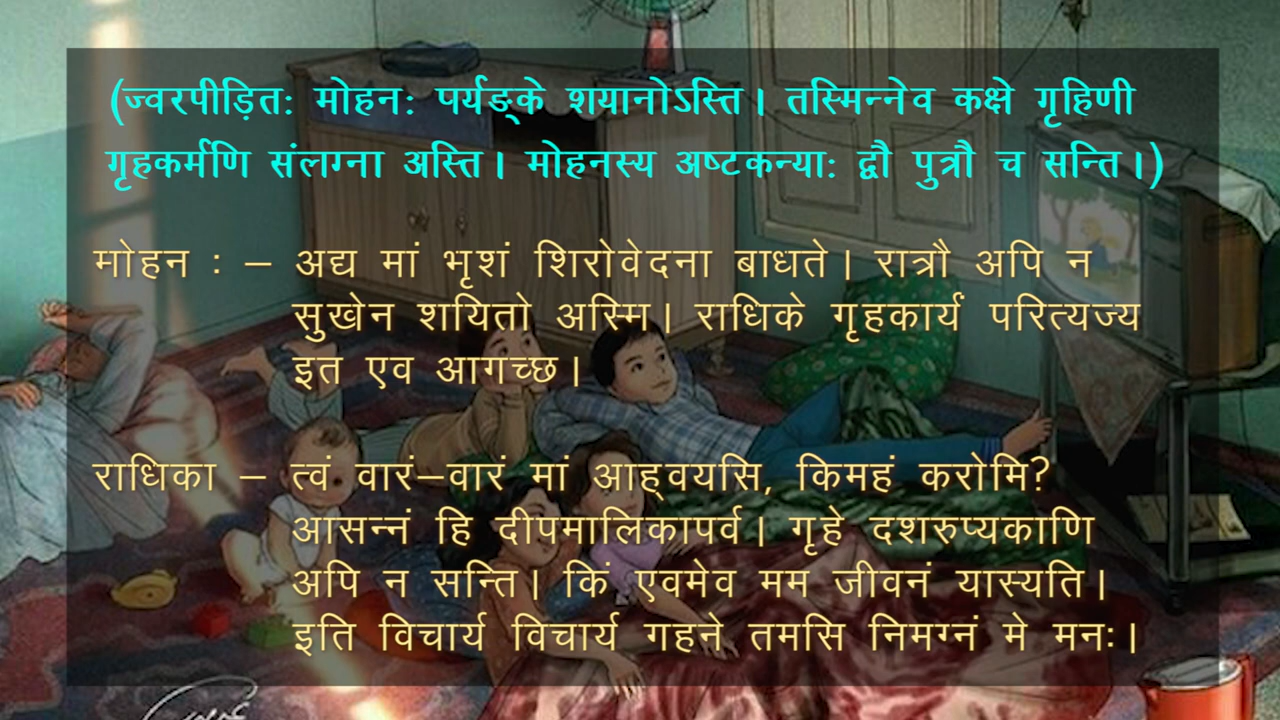 (ज्वरपीड़ितः मोहनः पर्यङ्के शयानोऽस्ति। तस्मिन्नेव कक्षे गृहिणी
गृहकर्मणि संलग्ना अस्ति। मोहनस्य अष्टकन्याः द्वौ पुत्रौ च सन्ति।)
मोहन : – अद्य मां भृशं शिरोवेदना बाधते। रात्रौ अपि न
सुखेन शयितो अस्मि। राधिके गृहकार्यं परित्यज्य
इत एव आगच्छ।
राधिका – त्वं वारं–वारं मां आह्वयसि, किमहं करोमि?
आसन्नं हि दीपमालिकापर्व। गृहे दशरुप्यकाणि
अपि न सन्ति। किं एवमेव मम जीवनं यास्यति।
इति विचार्य विचार्य गहने तमसि निमग्नं मे मनः।